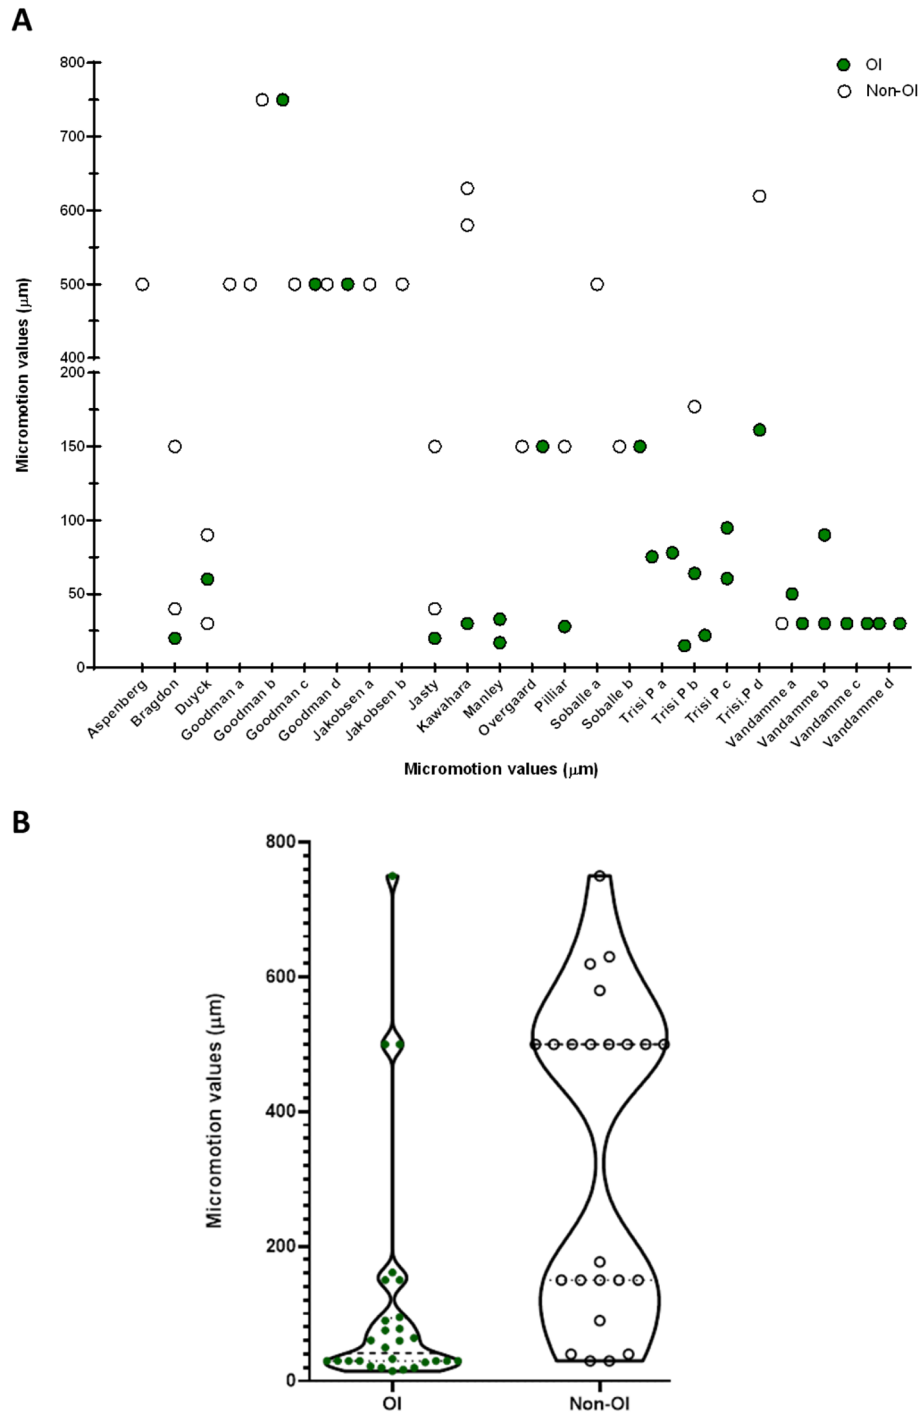 A
OI
Non-OI
800
700
600
500
400
200
150
100
50
0
Micromotion values (μm)
Aspenberg
Bragdon
Duyck
Goodman a
Goodman b
Goodman c
Goodman d
Jakobsen a
Jakobsen b
Jasty
Kawahara
Manley
Overgard
Pilliar
Soballe a
Soballe b
Trisi P a
Trisi P b
Trisi P c
Trisi.P d
Vandamme a
Vandamme b
Vandamme c
Vandamme d
Micromotion values (μm)
B
800
600
400
200
0
Micromotion values (μm)
OI
Non-OI